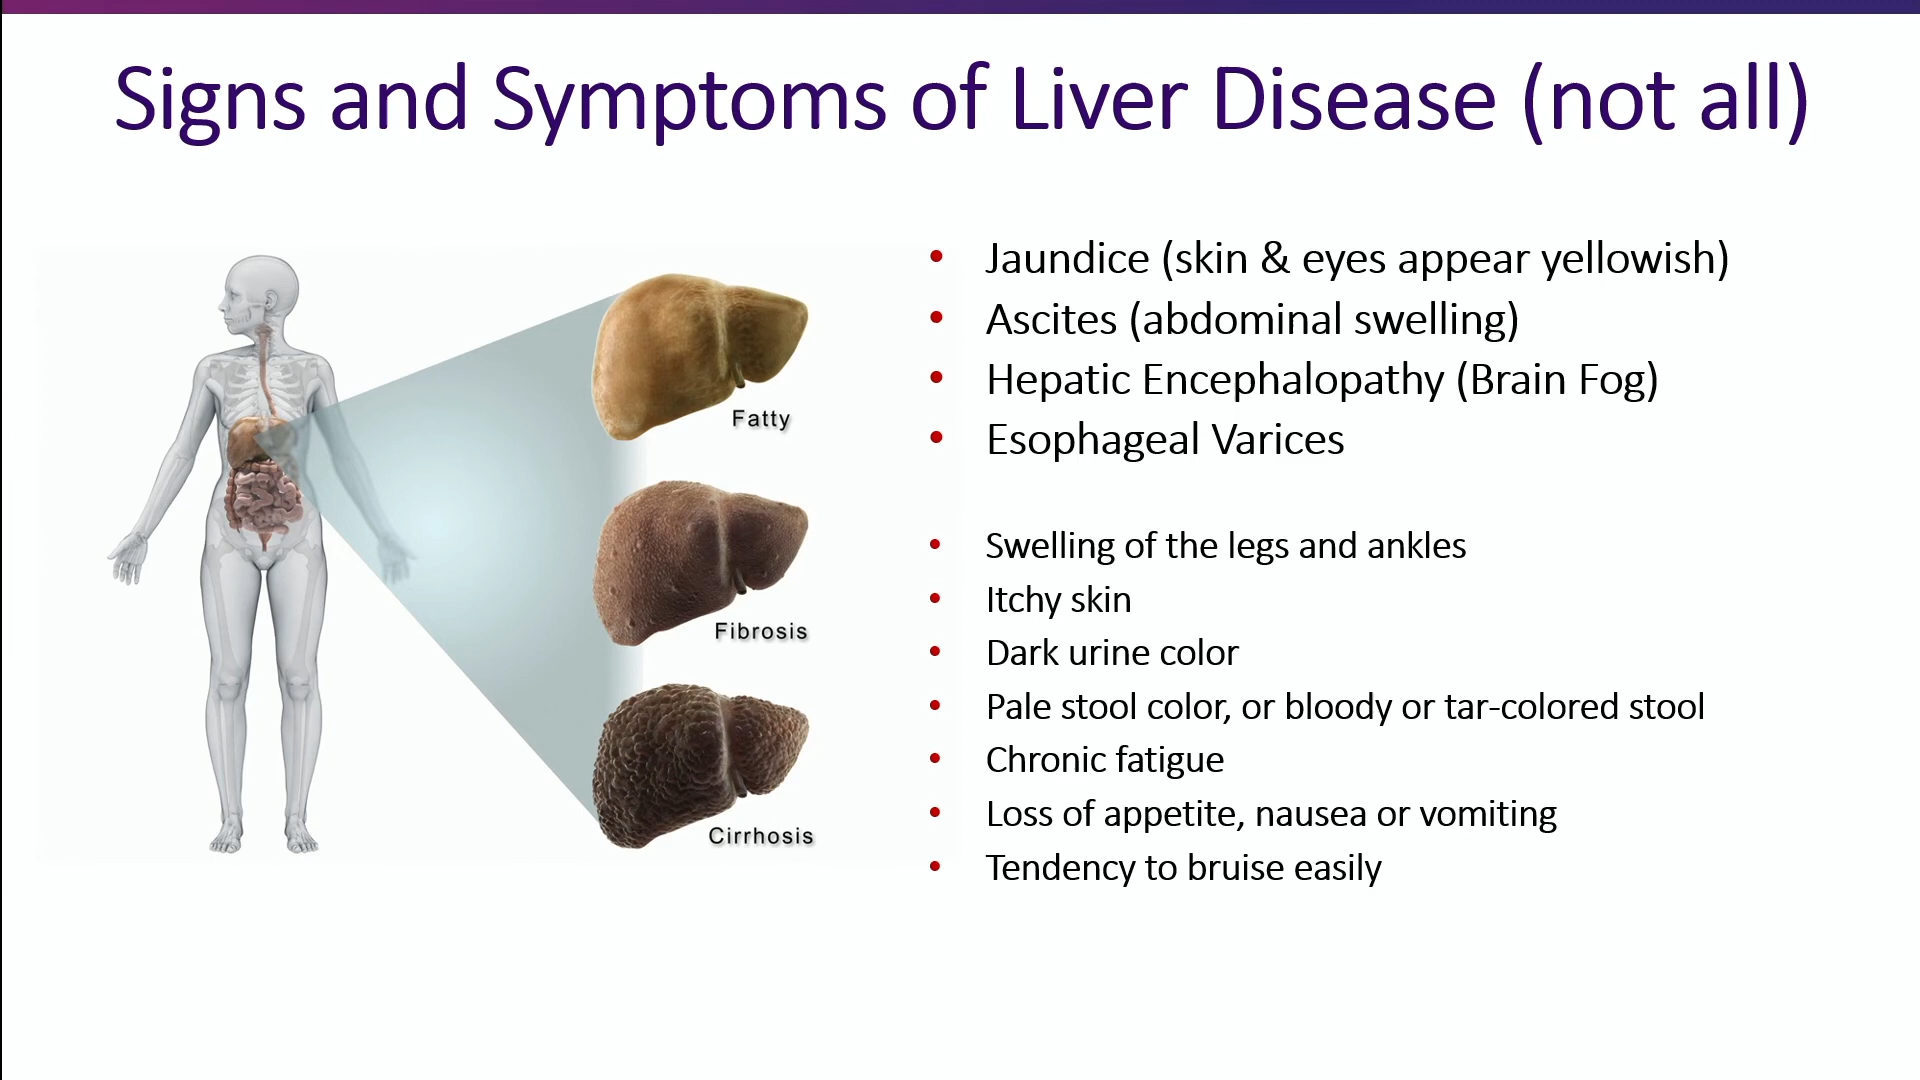 Signs and Symptoms of Liver Disease (not all)
Fatty
Fibrosis
Cirrhosis
• Jaundice (skin & eyes appear yellowish)
• Ascites (abdominal swelling)
• Hepatic Encephalopathy (Brain Fog)
• Esophageal Varices
• Swelling of the legs and ankles
• Itchy skin
• Dark urine color
• Pale stool color, or bloody or tar-colored stool
• Chronic fatigue
• Loss of appetite, nausea or vomiting
• Tendency to bruise easily